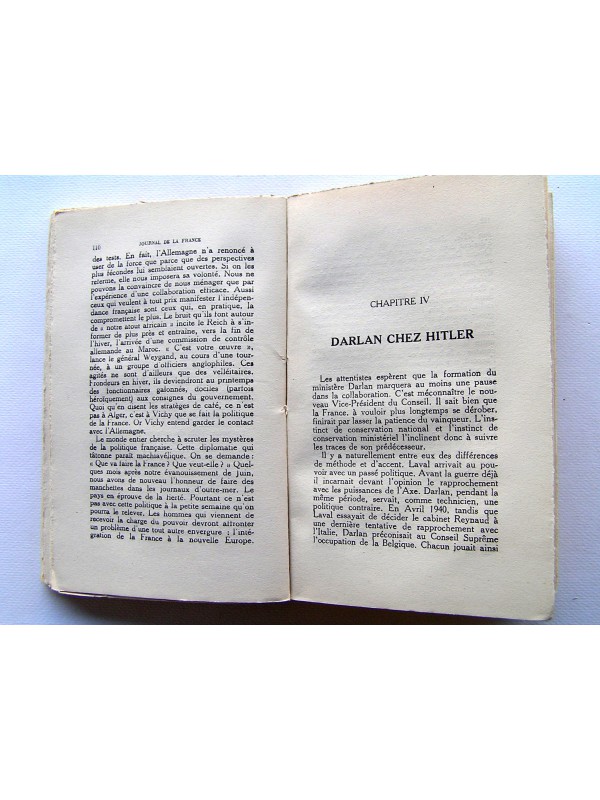 110 JOURNAL DE LA FRANCE
des tests. En fait, l'Allemagne n'a renoncé à
user de la force que parce que des perspectives
plus fécondes lui semblaient ouvertes. Si on les
referme, elle nous imposera sa volonté. Nous ne
pouvons la convaincre de nous ménager que par
l'expérience d'une collaboration efficace. Aussi
ceux qui veulent à tout prix manifester l'indépen-
dance française sont ceux qui, en pratique, la
compromettent le plus. Le bruit qu'ils font autour
de « notre atout africain » incite le Reich à s'in-
former de plus près et entraîne, vers la fin de
l'hiver, l'arrivée d'une commission de contrôle
allemande au Maroc. « C'est votre œuvre »,
lance le général Weygand, au cours d'une tour-
née, à un groupe d'officiers anglophiles. Ces
agités ne sont d'ailleurs que des velléitaires.
Frondeurs en hiver, ils deviendront au printemps
des fonctionnaires galonnés, dociles (parfois
héroïquement) aux consignes du gouvernement.
Quoi qu'en disent les stratèges de café, ce n'est
pas à Alger, c'est à Vichy que se fait la politique
de la France. Or Vichy entend garder le contact
avec l'Allemagne.
Le monde entier cherche à scruter les mystères
de la politique française. Cette diplomatie qui
tâtonne paraît machiavélique. On se demande :
« Que va faire la France ? Que veut-elle ? » Quel-
ques mois après notre évanouissement de Juin,
nous avons de nouveau l'honneur de faire des
manchettes dans les journaux d'outre-mer. Le
pays en éprouve de la fierté. Pourtant ce n'est
pas avec cette politique à la petite semaine qu'on
pourra le relever. Les hommes qui viennent de
recevoir la charge du pouvoir devront affronter
un problème d'une tout autre envergure : l'inté-
gration de la France à la nouvelle Europe.
CHAPITRE IV
DARLAN CHEZ HITLER
Les attentistes espèrent que la formation du
ministère Darlan marquera au moins une pause
dans la collaboration. C'est méconnaître le nou-
veau Vice-Président du Conseil. Il sait bien que
la France, à vouloir plus longtemps se dérober,
finirait par lasser la patience du vainqueur. L'ins-
tinct de conservation national et l'instinct de
conservation ministériel l'inclinent donc à suivre
les traces de son prédécesseur.
Il y a naturellement entre eux des différences
de méthode et d'accent. Laval arrivait au pou-
voir avec un passé politique. Avant la guerre déjà
il incarnait devant l'opinion le rapprochement
avec les puissances de l'Axe. Darlan, pendant la
même période, servait, comme technicien, une
politique contraire. En Avril 1940, tandis que
Laval essayait de décider le cabinet Reynaud à
une dernière tentative de rapprochement avec
l'Italie, Darlan préconisait au Conseil Suprême
l'occupation de la Belgique. Chacun jouait ainsi